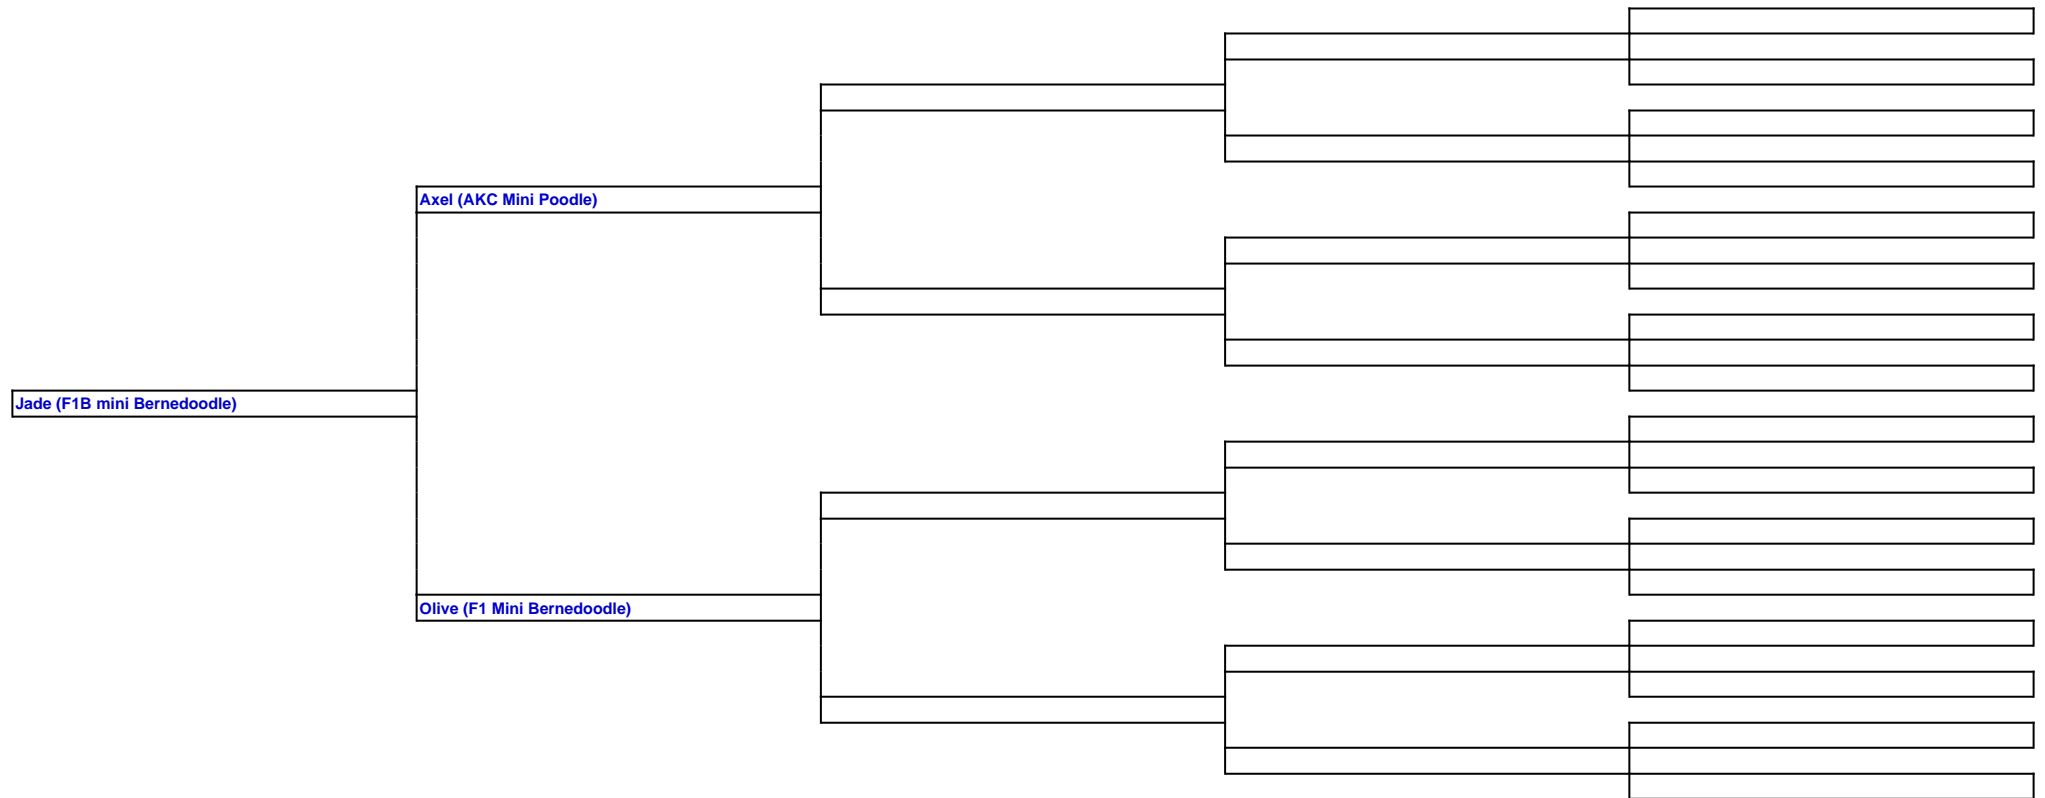 Axel (AKC Mini Poodle)
Jade (F1B mini Bernedoodle)
Olive (F1 Mini Bernedoodle)